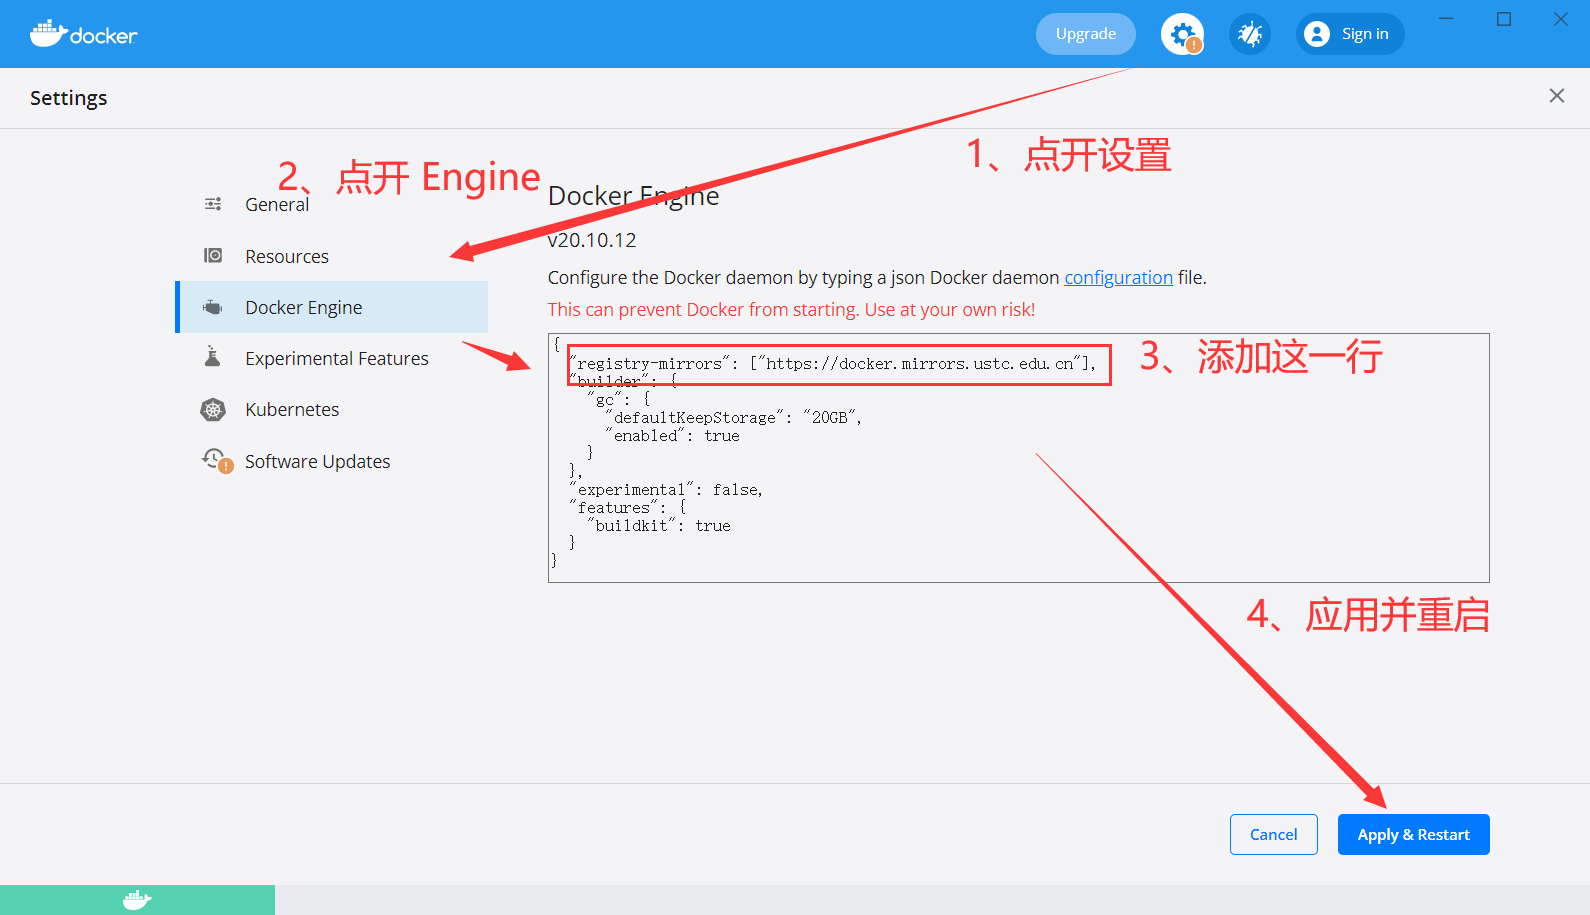 docker
Upgrade
Sign in
Settings
1、点开设置
2、点开 Engine
General
Resources
Docker Engine
Experimental Features
Kubernetes
Software Updates
Docker Engine
v20.10.12
Configure the Docker daemon by typing a json Docker daemon configuration file.
This can prevent Docker from starting. Use at your own risk!
{
"registry-mirrors": ["https://docker.mirrors.ustc.edu.cn"],
"builder": {
"gc": {
"defaultKeepStorage": "20GB",
"enabled": true
}
},
"experimental": false,
"features": {
"buildkit": true
}
}
3、添加这一行
4、应用并重启
Cancel
Apply & Restart